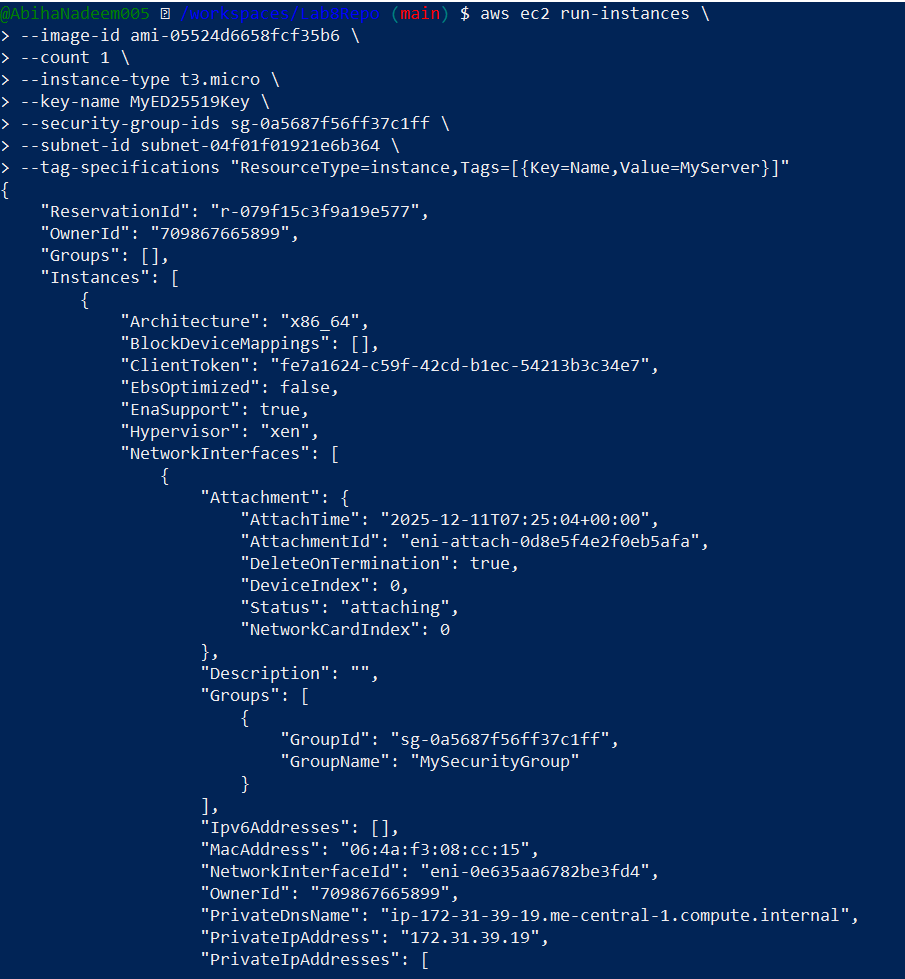 @AbihaNadeem005 /workspaces/Lab8Repo (main) $ aws ec2 run-instances \
> --image-id ami-05524d6658fcf35b6 \
> --count 1 \
> --instance-type t3.micro \
> --key-name MyED25519Key \
> --security-group-ids sg-0a5687f56ff37c1ff \
> --subnet-id subnet-04f01f01921e6b364 \
> --tag-specifications "ResourceType=instance,Tags=[{Key=Name,Value=MyServer}]"
{
    "ReservationId": "r-079f15c3f9a19e577",
    "OwnerId": "709867665899",
    "Groups": [],
    "Instances": [
        {
            "Architecture": "x86_64",
            "BlockDeviceMappings": [],
            "ClientToken": "fe7a1624-c59f-42cd-b1ec-54213b3c34e7",
            "EbsOptimized": false,
            "EnaSupport": true,
            "Hypervisor": "xen",
            "NetworkInterfaces": [
                {
                    "Attachment": {
                        "AttachTime": "2025-12-11T07:25:04+00:00",
                        "AttachmentId": "eni-attach-0d8e5f4e2f0eb5afa",
                        "DeleteOnTermination": true,
                        "DeviceIndex": 0,
                        "Status": "attaching",
                        "NetworkCardIndex": 0
                    },
                    "Description": "",
                    "Groups": [
                        {
                            "GroupId": "sg-0a5687f56ff37c1ff",
                            "GroupName": "MySecurityGroup"
                        }
                    ],
                    "Ipv6Addresses": [],
                    "MacAddress": "06:4a:f3:08:cc:15",
                    "NetworkInterfaceId": "eni-0e635aa6782be3fd4",
                    "OwnerId": "709867665899",
                    "PrivateDnsName": "ip-172-31-39-19.me-central-1.compute.internal",
                    "PrivateIpAddress": "172.31.39.19",
                    "PrivateIpAddresses": [